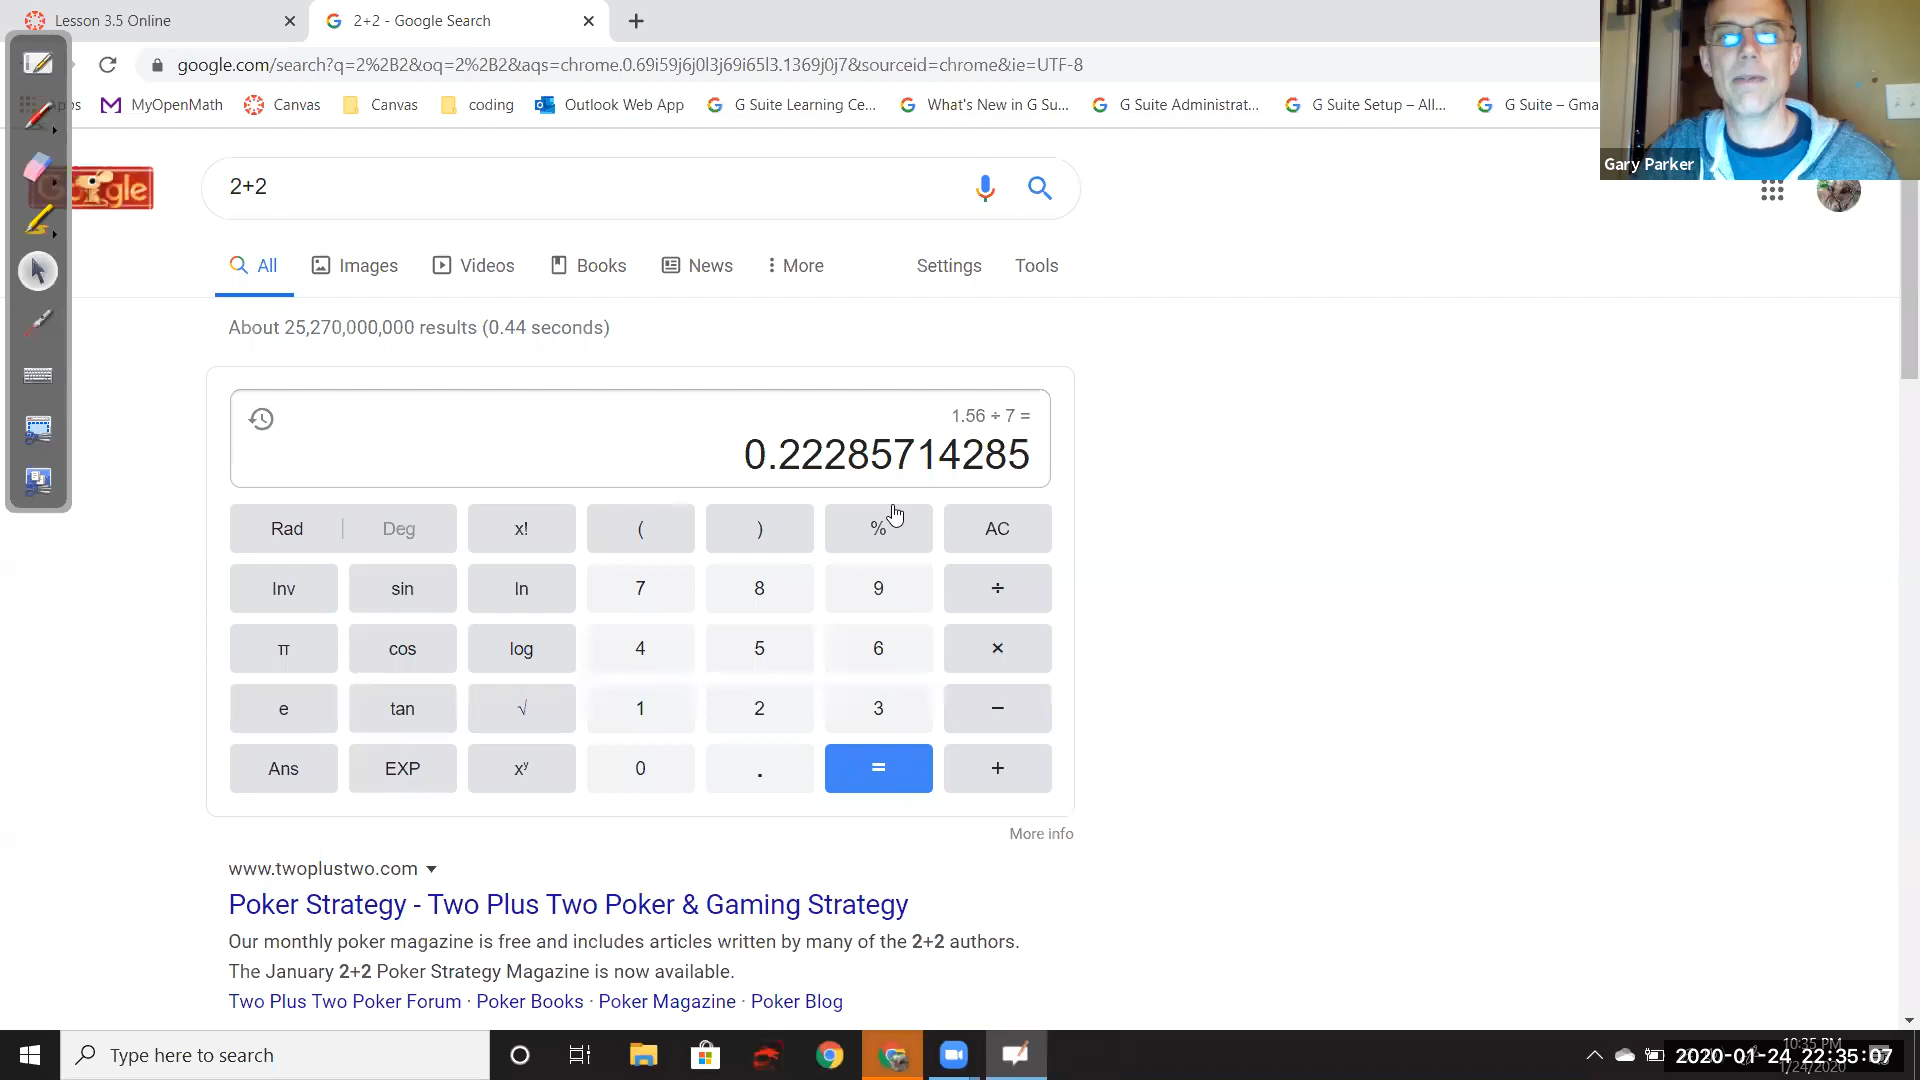 Lesson 3.5 Online
2+2 - Google Search
google.com/search?q=2%2B2&oq=2%2B2&aqs=chrome.0.69i59j6j0l3j69i65l3.1369j0j7&sourceid=chrome&ie=UTF-8
MyOpenMath Canvas Canvas coding Outlook Web App G Suite Learning Ce... What's New in G Su... G Suite Administrat... G Suite Setup – All... G Suite – Gma
Gary Parker
2+2
All Images Videos Books News More Settings Tools
About 25,270,000,000 results (0.44 seconds)
1.56 ÷ 7 =
0.22285714285
Rad | Deg x! ( ) % AC
Inv sin ln 7 8 9 ÷
π cos log 4 5 6 ×
e tan √ 1 2 3 −
Ans EXP xʸ 0 . = +
More info
www.twoplustwo.com
Poker Strategy - Two Plus Two Poker & Gaming Strategy
Our monthly poker magazine is free and includes articles written by many of the 2+2 authors.
The January 2+2 Poker Strategy Magazine is now available.
Two Plus Two Poker Forum · Poker Books · Poker Magazine · Poker Blog
Type here to search
10:35 PM
2020-01-24 22:35:07
1/24/2020